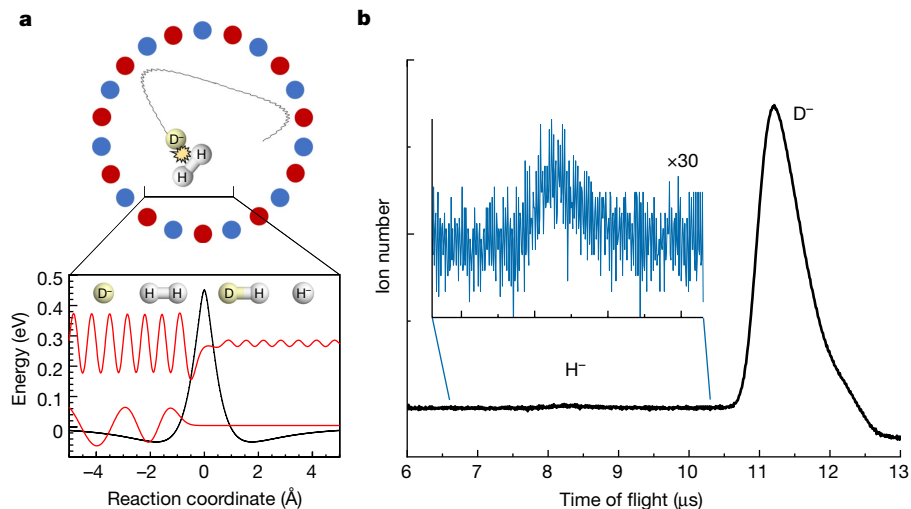 a
D⁻
H
H
0.5
0.4
0.3
0.2
0.1
0
Energy (eV)
D⁻ H H D H H⁻
−4 −2 0 2 4
Reaction coordinate (Å)
b
Ion number
×30
D⁻
H⁻
6 7 8 9 10 11 12 13
Time of flight (μs)